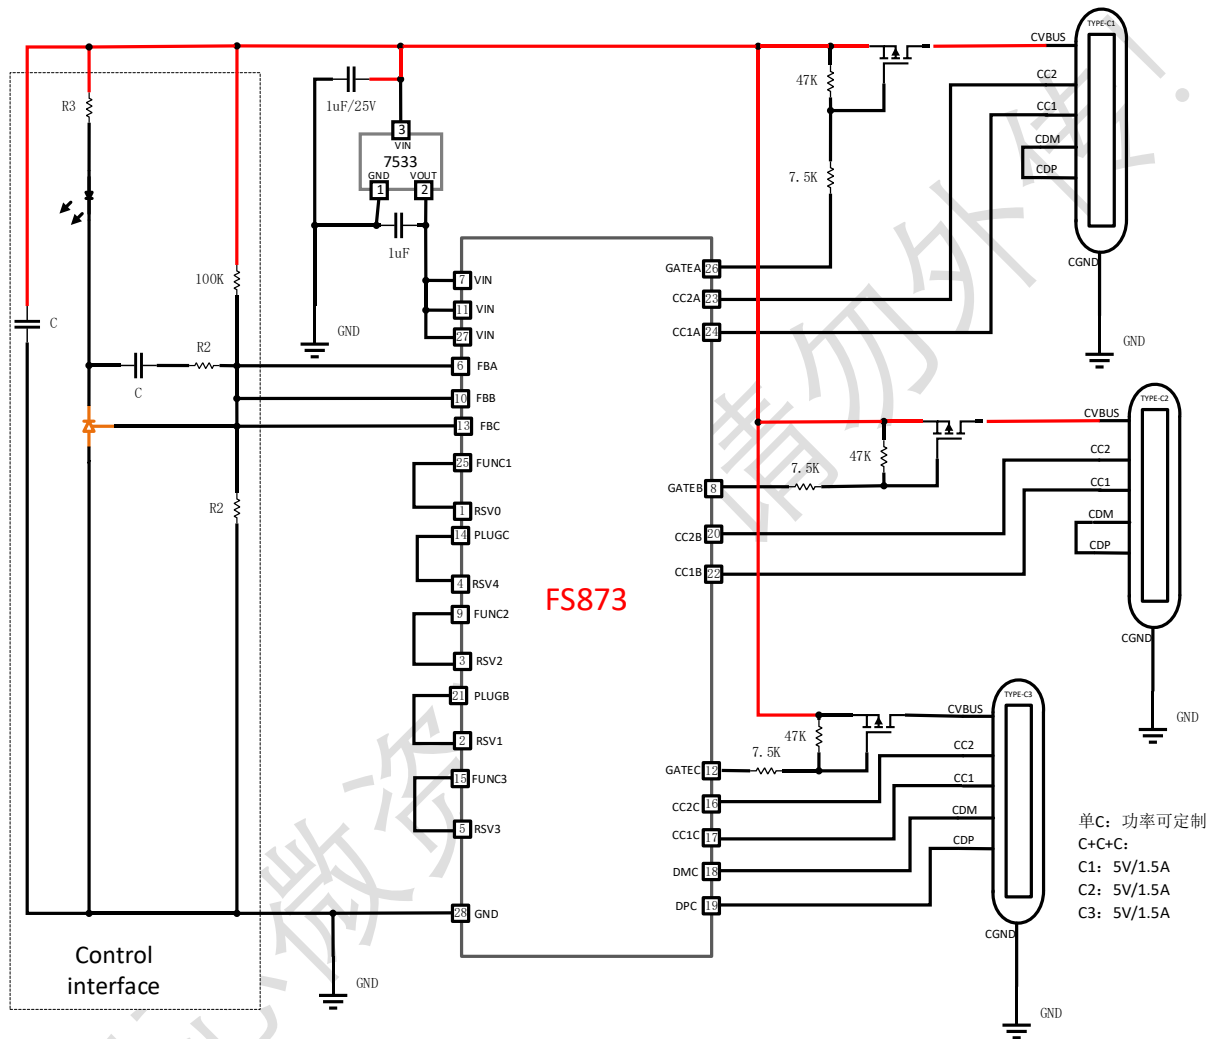 TYPE-C1
CVBUS
CC2
CC1
CDM
CDP
CGND
GND
47K
7.5K
R3
1uF/25V
3
VIN
7533
GND
VOUT
1
2
1uF
GND
100K
C
R2
C
R2
7
VIN
11
VIN
27
VIN
6
FBA
10
FBB
13
FBC
25
FUNC1
1
RSV0
14
PLUGC
4
RSV4
9
FUNC2
3
RSV2
21
PLUGB
2
RSV1
15
FUNC3
5
RSV3
28
GND
GND
FS873
GATEA
26
CC2A
23
CC1A
24
GATEB
8
CC2B
20
CC1B
22
GATEC
12
CC2C
16
CC1C
17
DMC
18
DPC
19
7.5K
47K
TYPE-C2
CVBUS
CC2
CC1
CDM
CDP
CGND
GND
7.5K
47K
TYPE-C3
CVBUS
CC2
CC1
CDM
CDP
CGND
GND
单C：功率可定制
C+C+C：
C1：5V/1.5A
C2：5V/1.5A
C3：5V/1.5A
Control
interface
微资
请勿外传！